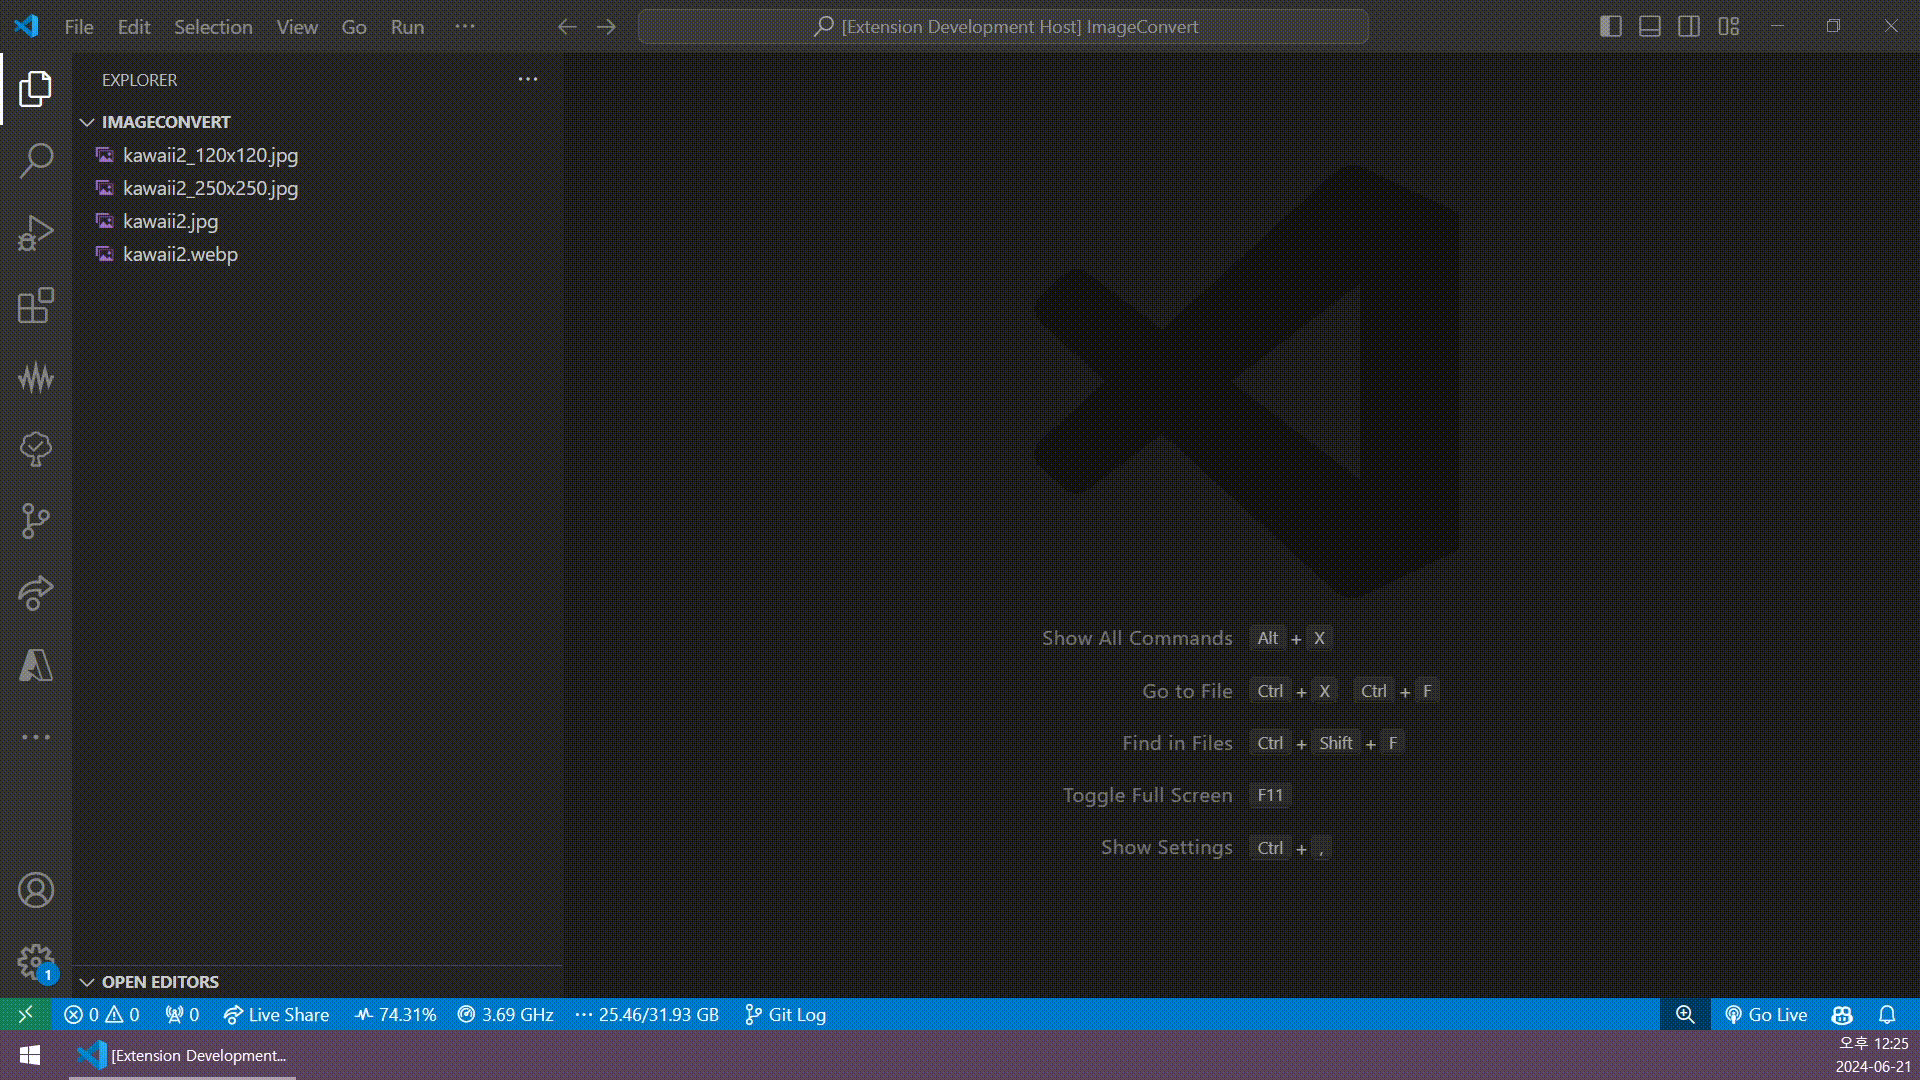 File Edit Selection View Go Run ···
[Extension Development Host] ImageConvert
EXPLORER
IMAGECONVERT
kawaii2_120x120.jpg
kawaii2_250x250.jpg
kawaii2.jpg
kawaii2.webp
Show All Commands Alt + X
Go to File Ctrl + X Ctrl + F
Find in Files Ctrl + Shift + F
Toggle Full Screen F11
Show Settings Ctrl + ,
1
OPEN EDITORS
0 0 0 Live Share 74.31% 3.69 GHz ··· 25.46/31.93 GB Git Log Go Live
[Extension Development...
오후 12:25
2024-06-21